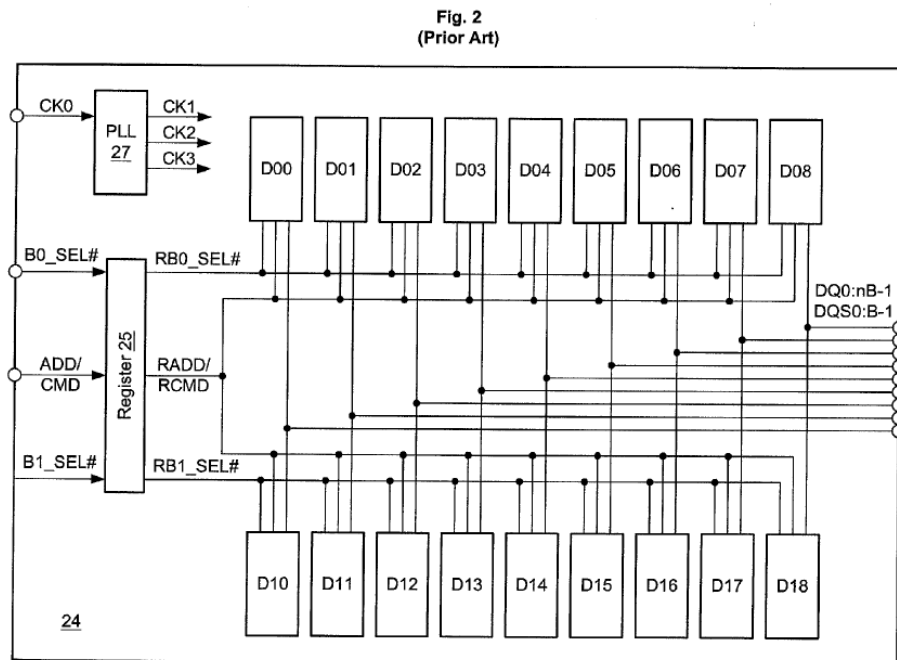 Fig. 2
(Prior Art)
CK0
PLL
27
CK1
CK2
CK3
D00 D01 D02 D03 D04 D05 D06 D07 D08
B0_SEL#
RB0_SEL#
DQ0:nB-1
DQS0:B-1
ADD/
CMD
Register 25
RADD/
RCMD
B1_SEL#
RB1_SEL#
D10 D11 D12 D13 D14 D15 D16 D17 D18
24